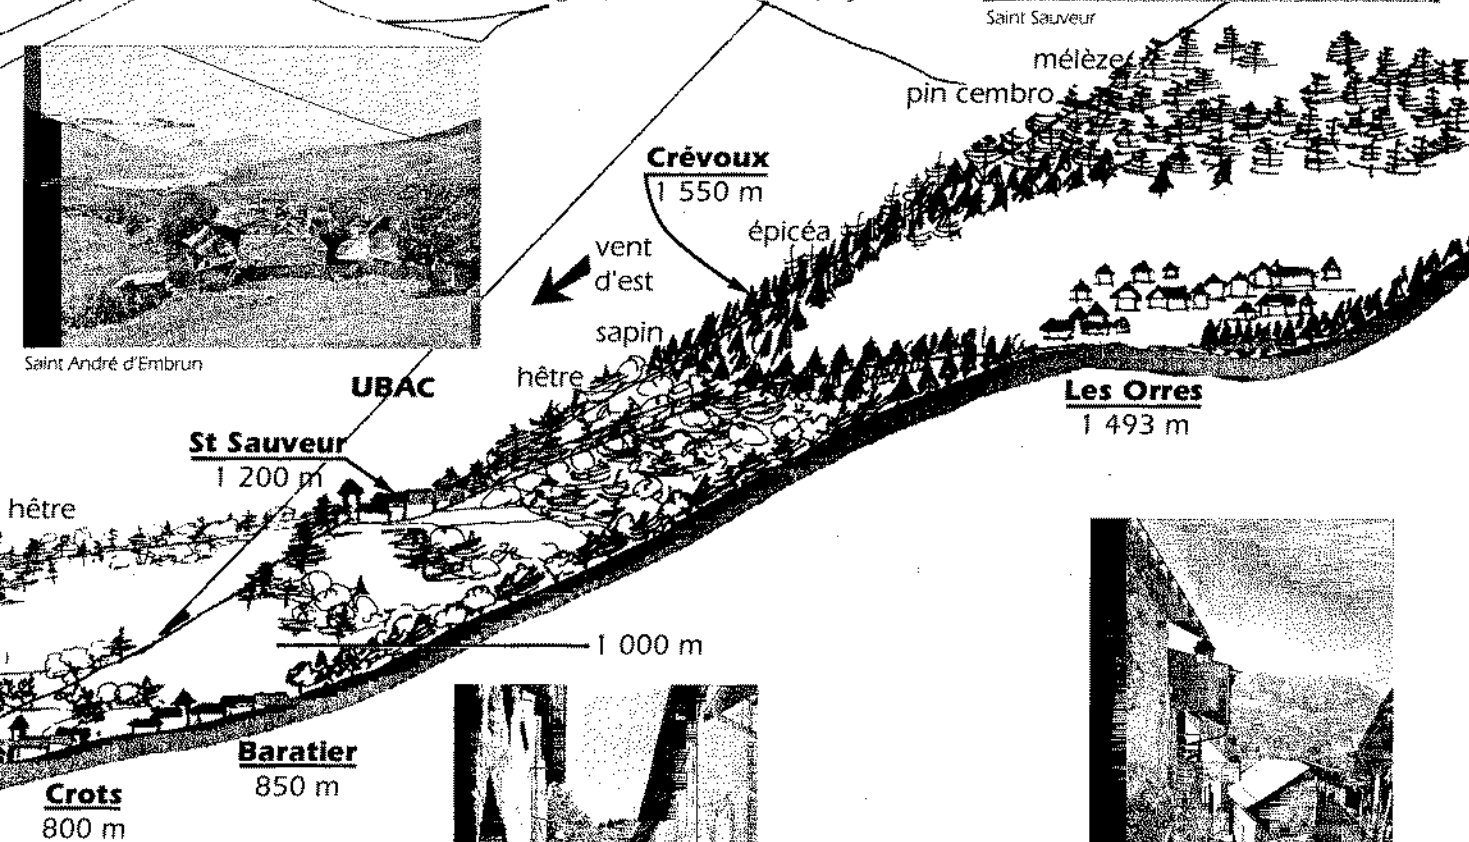 Saint Sauveur
mélèze
pin cembro
Crévoux
1 550 m
épicéa
vent
d'est
sapin
Saint André d'Embrun
hêtre
UBAC
Les Orres
1 493 m
St Sauveur
1 200 m
hêtre
1 000 m
Baratier
850 m
Crots
800 m